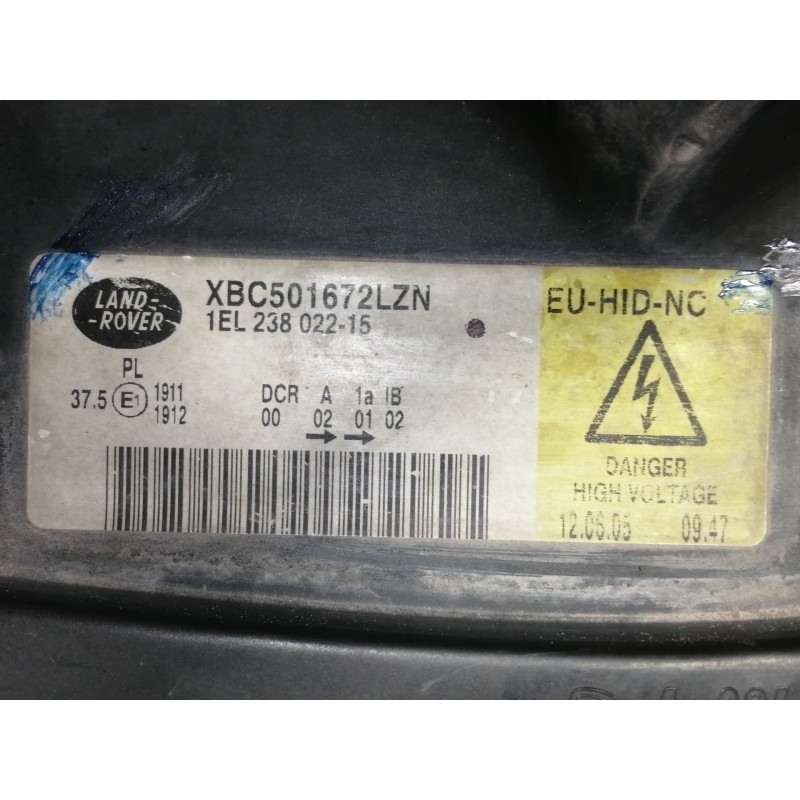 LAND-
-ROVER
XBC501672LZN
1EL 238 022-15
PL
37.5 E1 1911
1912
DCR A 1a IB
00 02 01 02
EU-HID-NC
DANGER
HIGH VOLTAGE
12.06.05 09.47